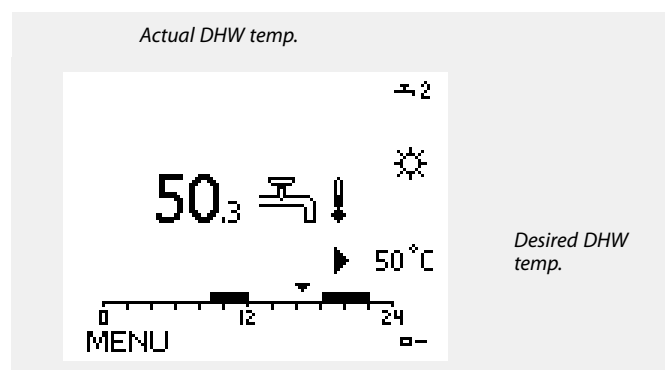 Actual DHW temp.
2
50.3
Desired DHW
temp.
50 °C
0 12 24
MENU